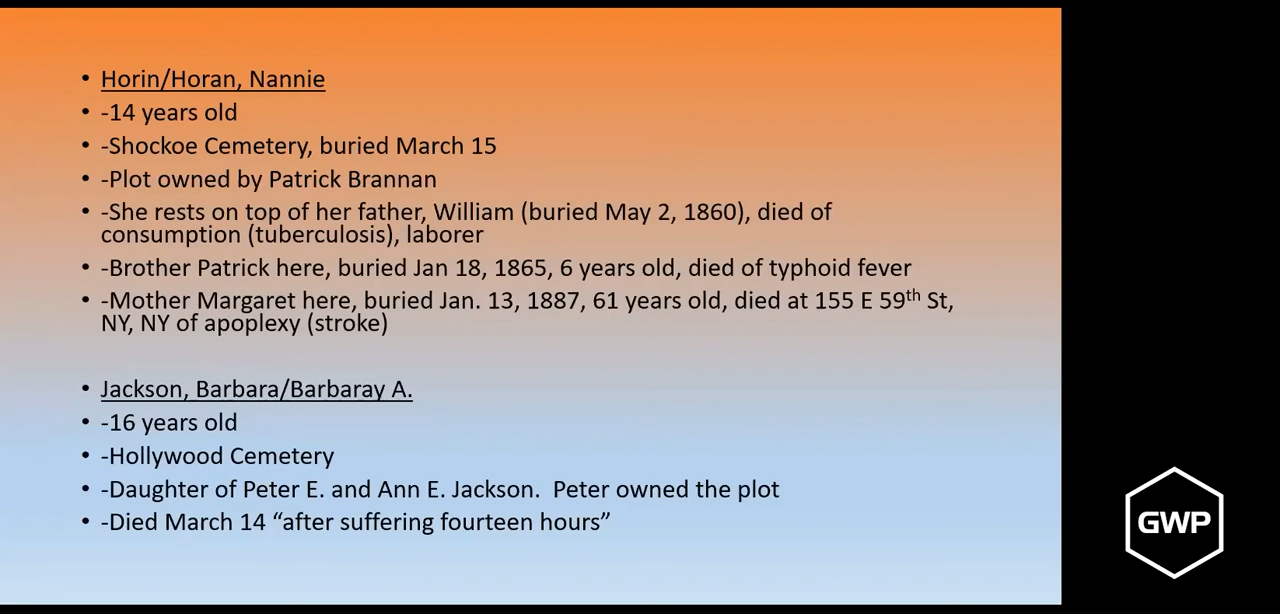 • Horin/Horan, Nannie
• -14 years old
• -Shockoe Cemetery, buried March 15
• -Plot owned by Patrick Brannan
• -She rests on top of her father, William (buried May 2, 1860), died of
consumption (tuberculosis), laborer
• -Brother Patrick here, buried Jan 18, 1865, 6 years old, died of typhoid fever
• -Mother Margaret here, buried Jan. 13, 1887, 61 years old, died at 155 E 59th St,
NY, NY of apoplexy (stroke)
• Jackson, Barbara/Barbaray A.
• -16 years old
• -Hollywood Cemetery
• -Daughter of Peter E. and Ann E. Jackson.  Peter owned the plot
• -Died March 14 “after suffering fourteen hours”
GWP